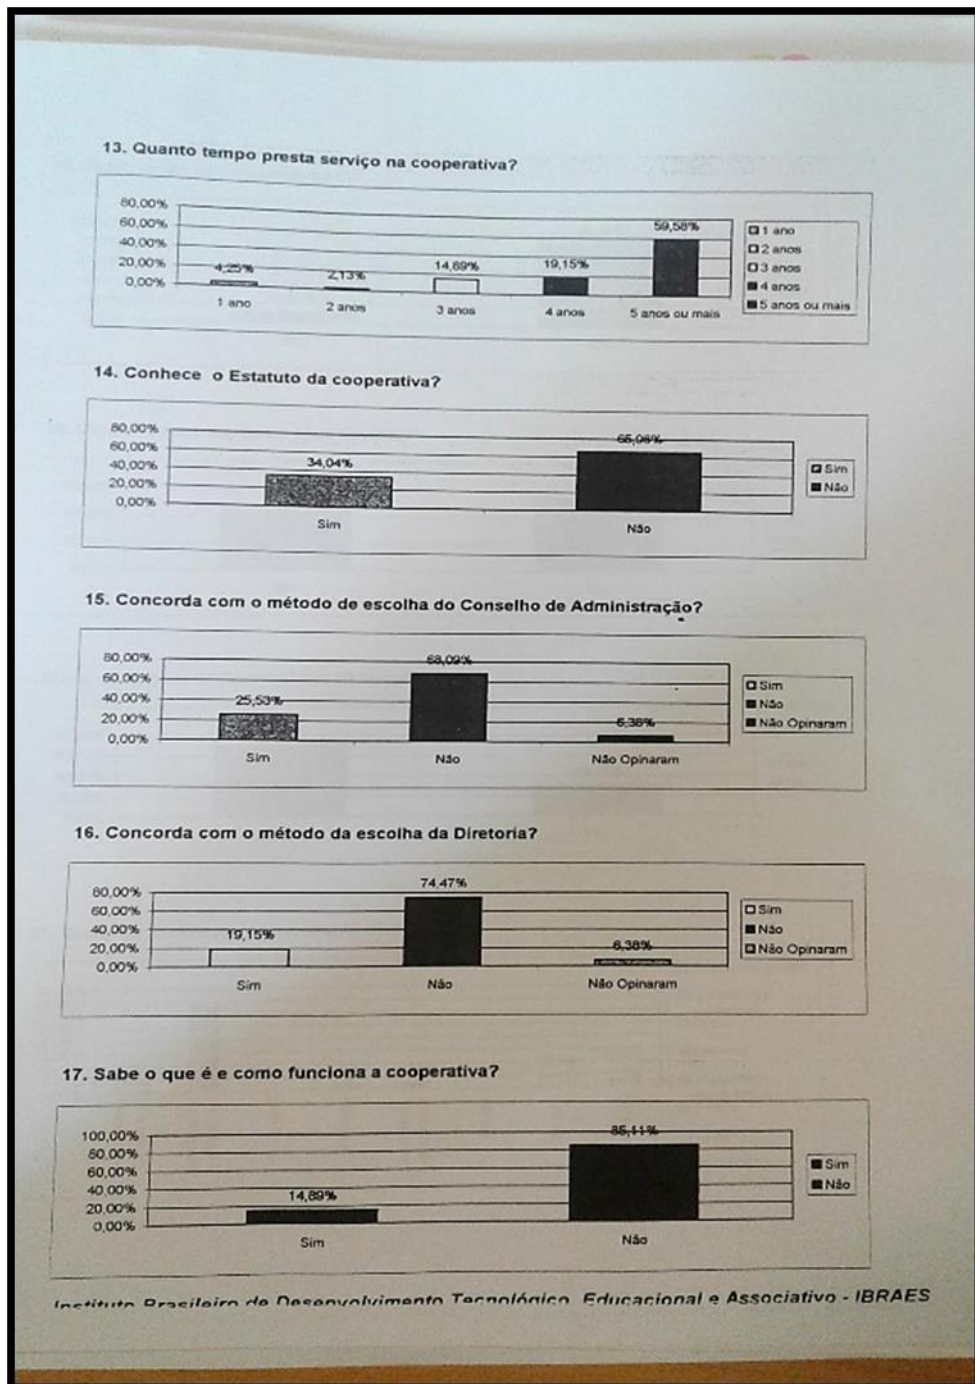 13. Quanto tempo presta serviço na cooperativa?
80,00%
60,00%
40,00%
20,00%
0,00%
4,25%
2,13%
14,89%
19,15%
59,58%
1 ano
2 anos
3 anos
4 anos
5 anos ou mais
1 ano
2 anos
3 anos
4 anos
5 anos ou mais
14. Conhece o Estatuto da cooperativa?
80,00%
60,00%
40,00%
20,00%
0,00%
34,04%
Sim
Não
Sim
Não
15. Concorda com o método de escolha do Conselho de Administração?
80,00%
60,00%
40,00%
20,00%
0,00%
25,53%
68,09%
6,38%
Sim
Não
Não Opinaram
Sim
Não
Não Opinaram
16. Concorda com o método da escolha da Diretoria?
80,00%
60,00%
40,00%
20,00%
0,00%
19,15%
74,47%
6,38%
Sim
Não
Não Opinaram
Sim
Não
Não Opinaram
17. Sabe o que é e como funciona a cooperativa?
100,00%
80,00%
60,00%
40,00%
20,00%
0,00%
14,89%
85,11%
Sim
Não
Sim
Não
Instituto Brasileiro de Desenvolvimento Tecnológico, Educacional e Associativo - IBRAES